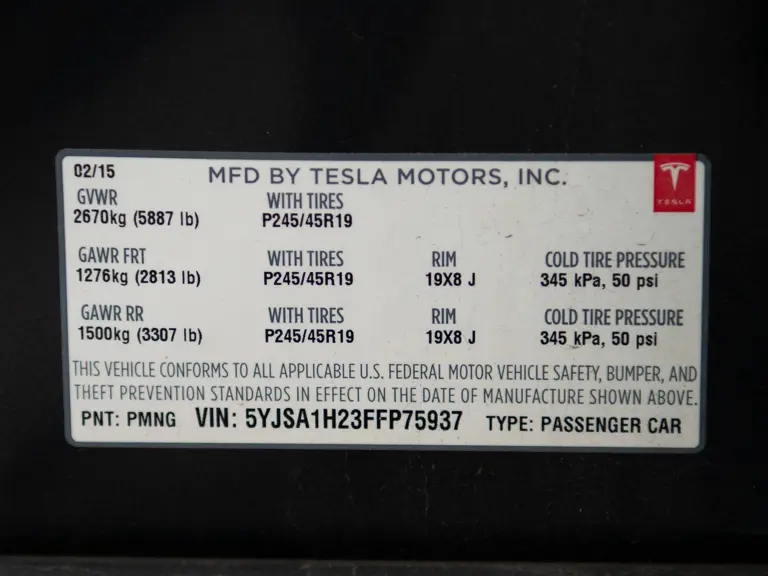 02/15 MFD BY TESLA MOTORS, INC. TESLA
GVWR WITH TIRES
2670kg (5887 lb) P245/45R19
GAWR FRT WITH TIRES RIM COLD TIRE PRESSURE
1276kg (2813 lb) P245/45R19 19X8 J 345 kPa, 50 psi
GAWR RR WITH TIRES RIM COLD TIRE PRESSURE
1500kg (3307 lb) P245/45R19 19X8 J 345 kPa, 50 psi
THIS VEHICLE CONFORMS TO ALL APPLICABLE U.S. FEDERAL MOTOR VEHICLE SAFETY, BUMPER, AND
THEFT PREVENTION STANDARDS IN EFFECT ON THE DATE OF MANUFACTURE SHOWN ABOVE.
PNT: PMNG VIN: 5YJSA1H23FFP75937 TYPE: PASSENGER CAR